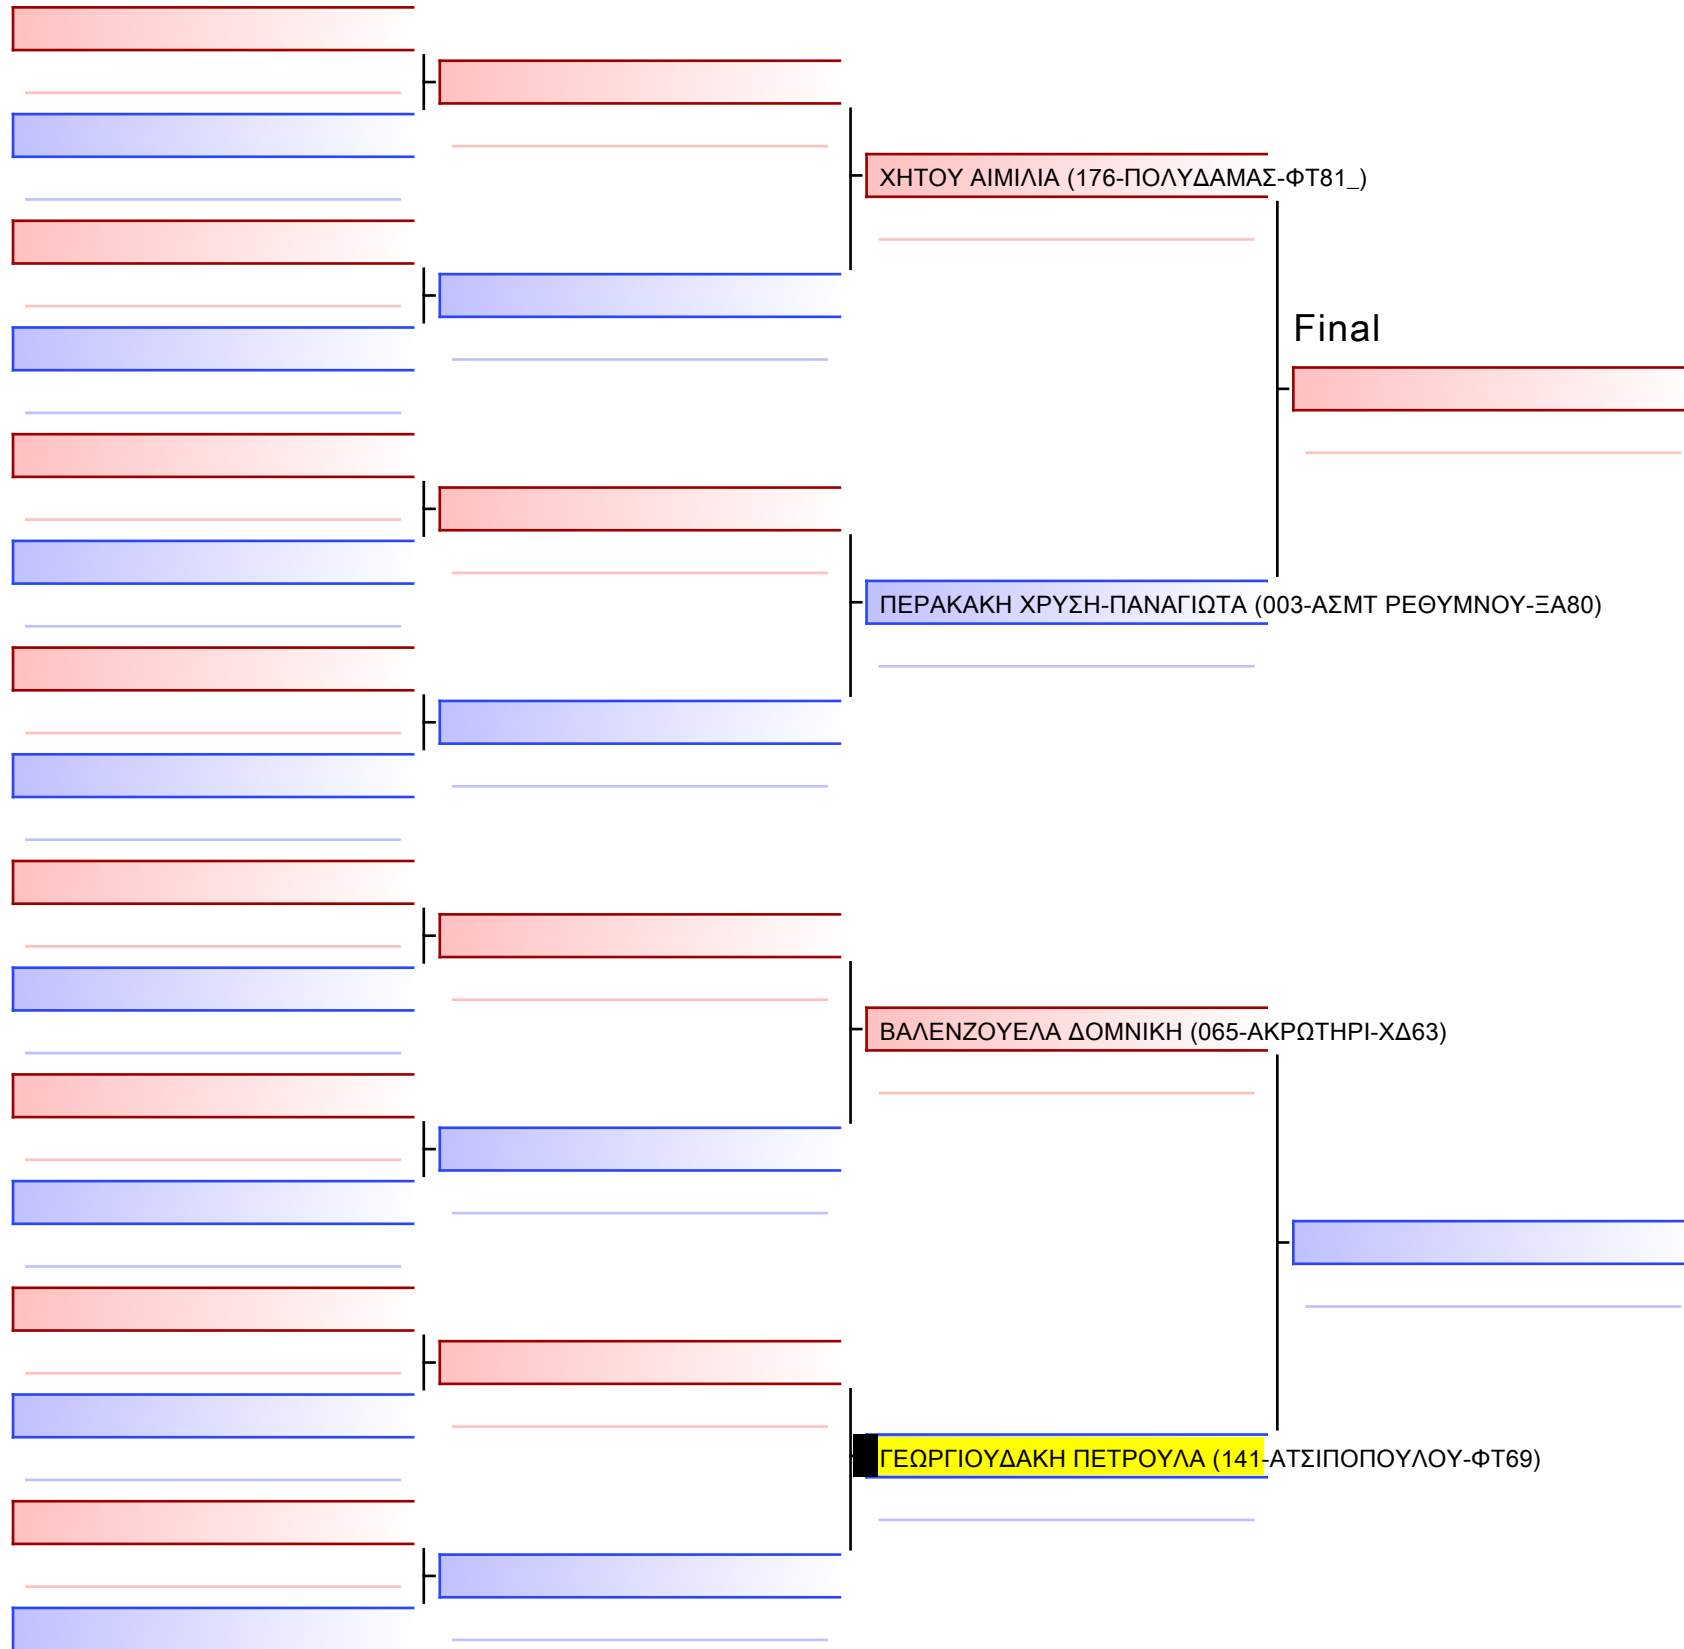 ΧΗΤΟΥ ΑΙΜΙΛΙΑ (176-ΠΟΛΥΔΑΜΑΣ-ΦΤ81_)
Final
ΠΕΡΑΚΑΚΗ ΧΡΥΣΗ-ΠΑΝΑΓΙΩΤΑ (003-ΑΣΜΤ ΡΕΘΥΜΝΟΥ-ΞΑ80)
ΒΑΛΕΝΖΟΥΕΛΑ ΔΟΜΝΙΚΗ (065-ΑΚΡΩΤΗΡΙ-ΧΔ63)
ΓΕΩΡΓΙΟΥΔΑΚΗ ΠΕΤΡΟΥΛΑ (141-ΑΤΣΙΠΟΠΟΥΛΟΥ-ΦΤ69)